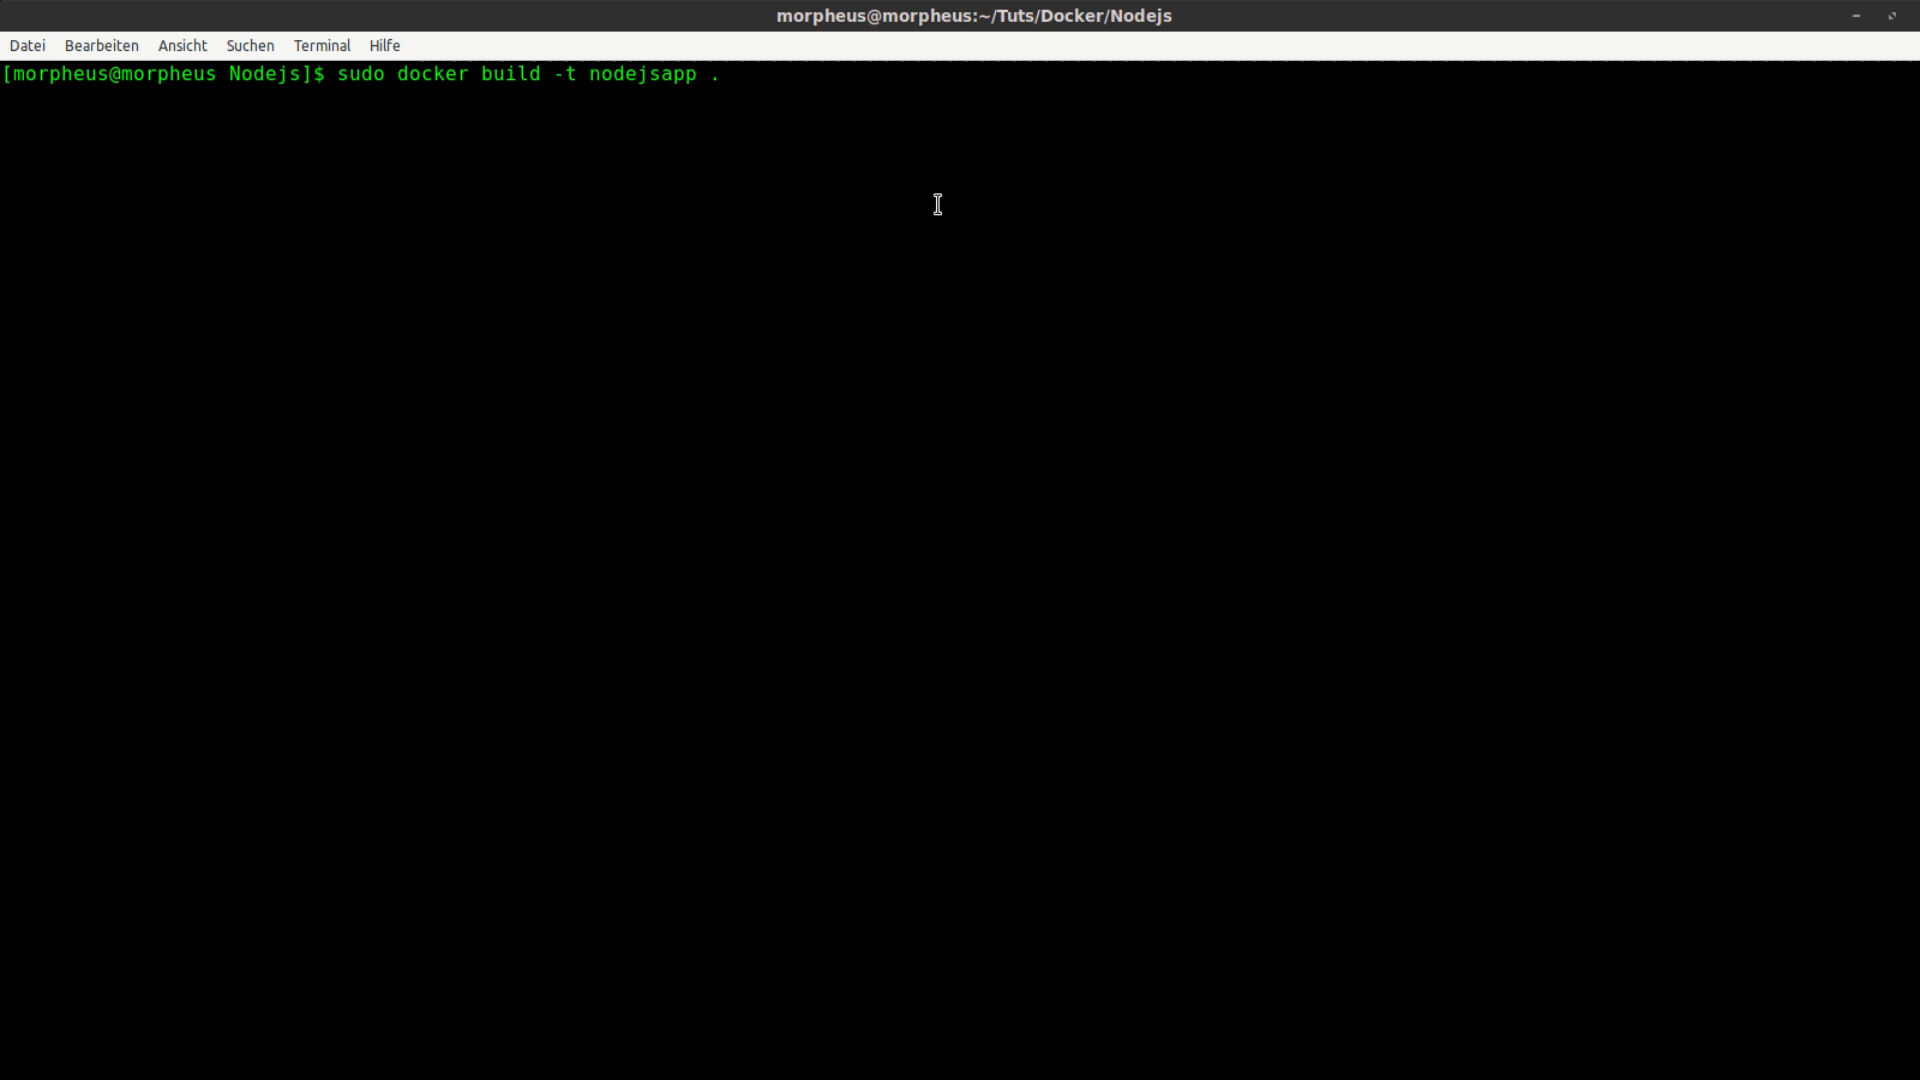 morpheus@morpheus:~/Tuts/Docker/Nodejs
Datei Bearbeiten Ansicht Suchen Terminal Hilfe
[morpheus@morpheus Nodejs]$ sudo docker build -t nodejsapp .